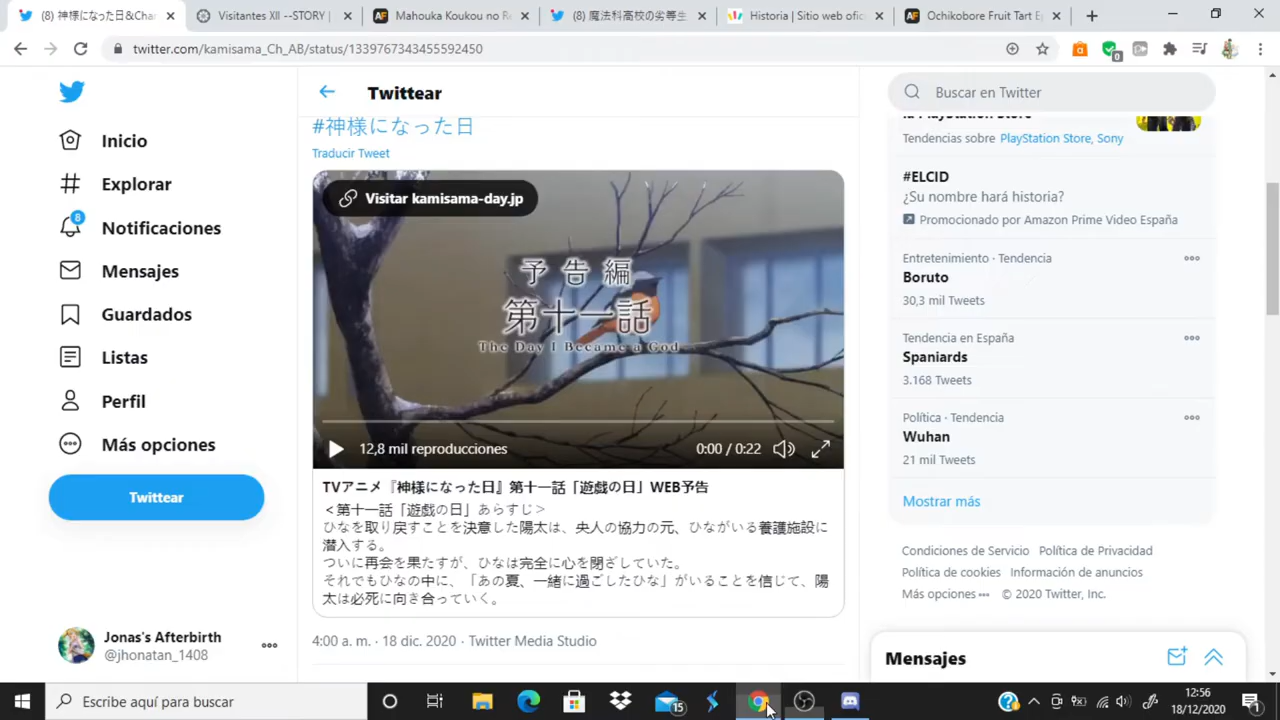 (8) 神様になった日&Cha
Visitantes XII --STORY |
Mahouka Koukou no Re
(8) 魔法科高校の劣等生
Historia | Sitio web ofic
Ochikobore Fruit Tart Ep
twitter.com/kamisama_Ch_AB/status/1339767343455592450
Inicio
Explorar
8
Notificaciones
Mensajes
Guardados
Listas
Perfil
Más opciones
Twittear
Jonas's Afterbirth
@jhonatan_1408
Twittear
#神様になった日
Traducir Tweet
Visitar kamisama-day.jp
予告編
第十一話
The Day I Became a God
12,8 mil reproducciones
0:00 / 0:22
TVアニメ『神様になった日』第十一話「遊戯の日」WEB予告
＜第十一話「遊戯の日」あらすじ＞
ひなを取り戻すことを決意した陽太は、央人の協力の元、ひながいる養護施設に
潜入する。
ついに再会を果たすが、ひなは完全に心を閉ざしていた。
それでもひなの中に、「あの夏、一緒に過ごしたひな」がいることを信じて、陽
太は必死に向き合っていく。
4:00 a. m. · 18 dic. 2020 · Twitter Media Studio
Buscar en Twitter
la PlayStation Store
Tendencias sobre PlayStation Store, Sony
#ELCID
¿Su nombre hará historia?
Promocionado por Amazon Prime Video España
Entretenimiento · Tendencia
Boruto
30,3 mil Tweets
Tendencia en España
Spaniards
3.168 Tweets
Política · Tendencia
Wuhan
21 mil Tweets
Mostrar más
Condiciones de Servicio Política de Privacidad
Política de cookies Información de anuncios
Más opciones © 2020 Twitter, Inc.
Mensajes
Escribe aquí para buscar
15
12:56
18/12/2020
1